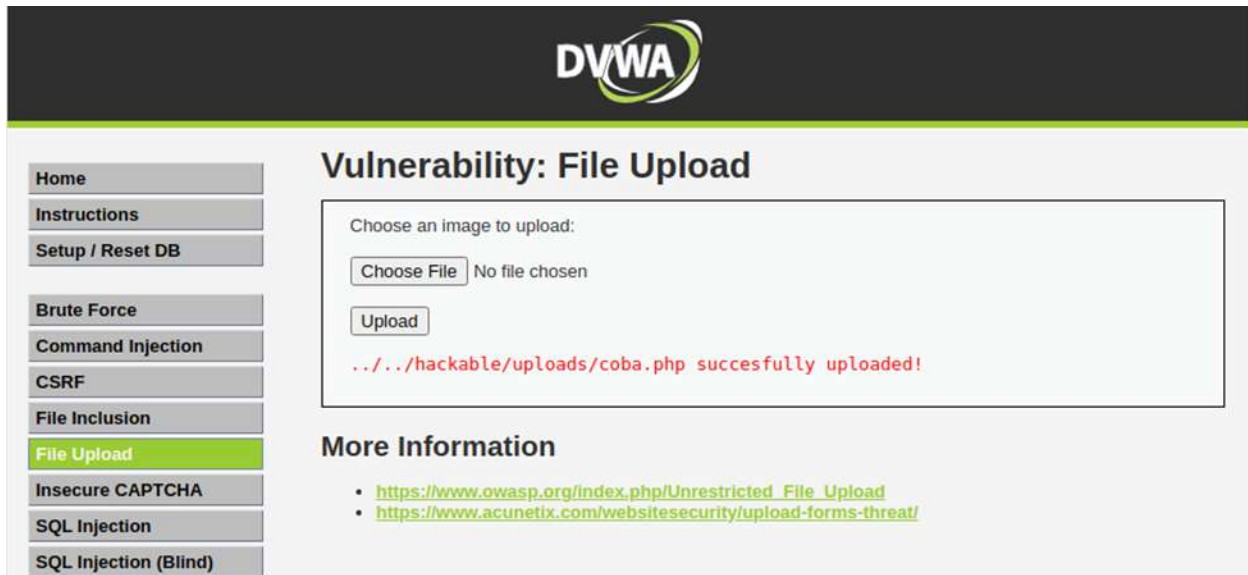 DVWA
Home
Instructions
Setup / Reset DB
Brute Force
Command Injection
CSRF
File Inclusion
File Upload
Insecure CAPTCHA
SQL Injection
SQL Injection (Blind)
Vulnerability: File Upload
Choose an image to upload:
Choose File No file chosen
Upload
../../hackable/uploads/coba.php succesfully uploaded!
More Information
https://www.owasp.org/index.php/Unrestricted_File_Upload
https://www.acunetix.com/websitesecurity/upload-forms-threat/